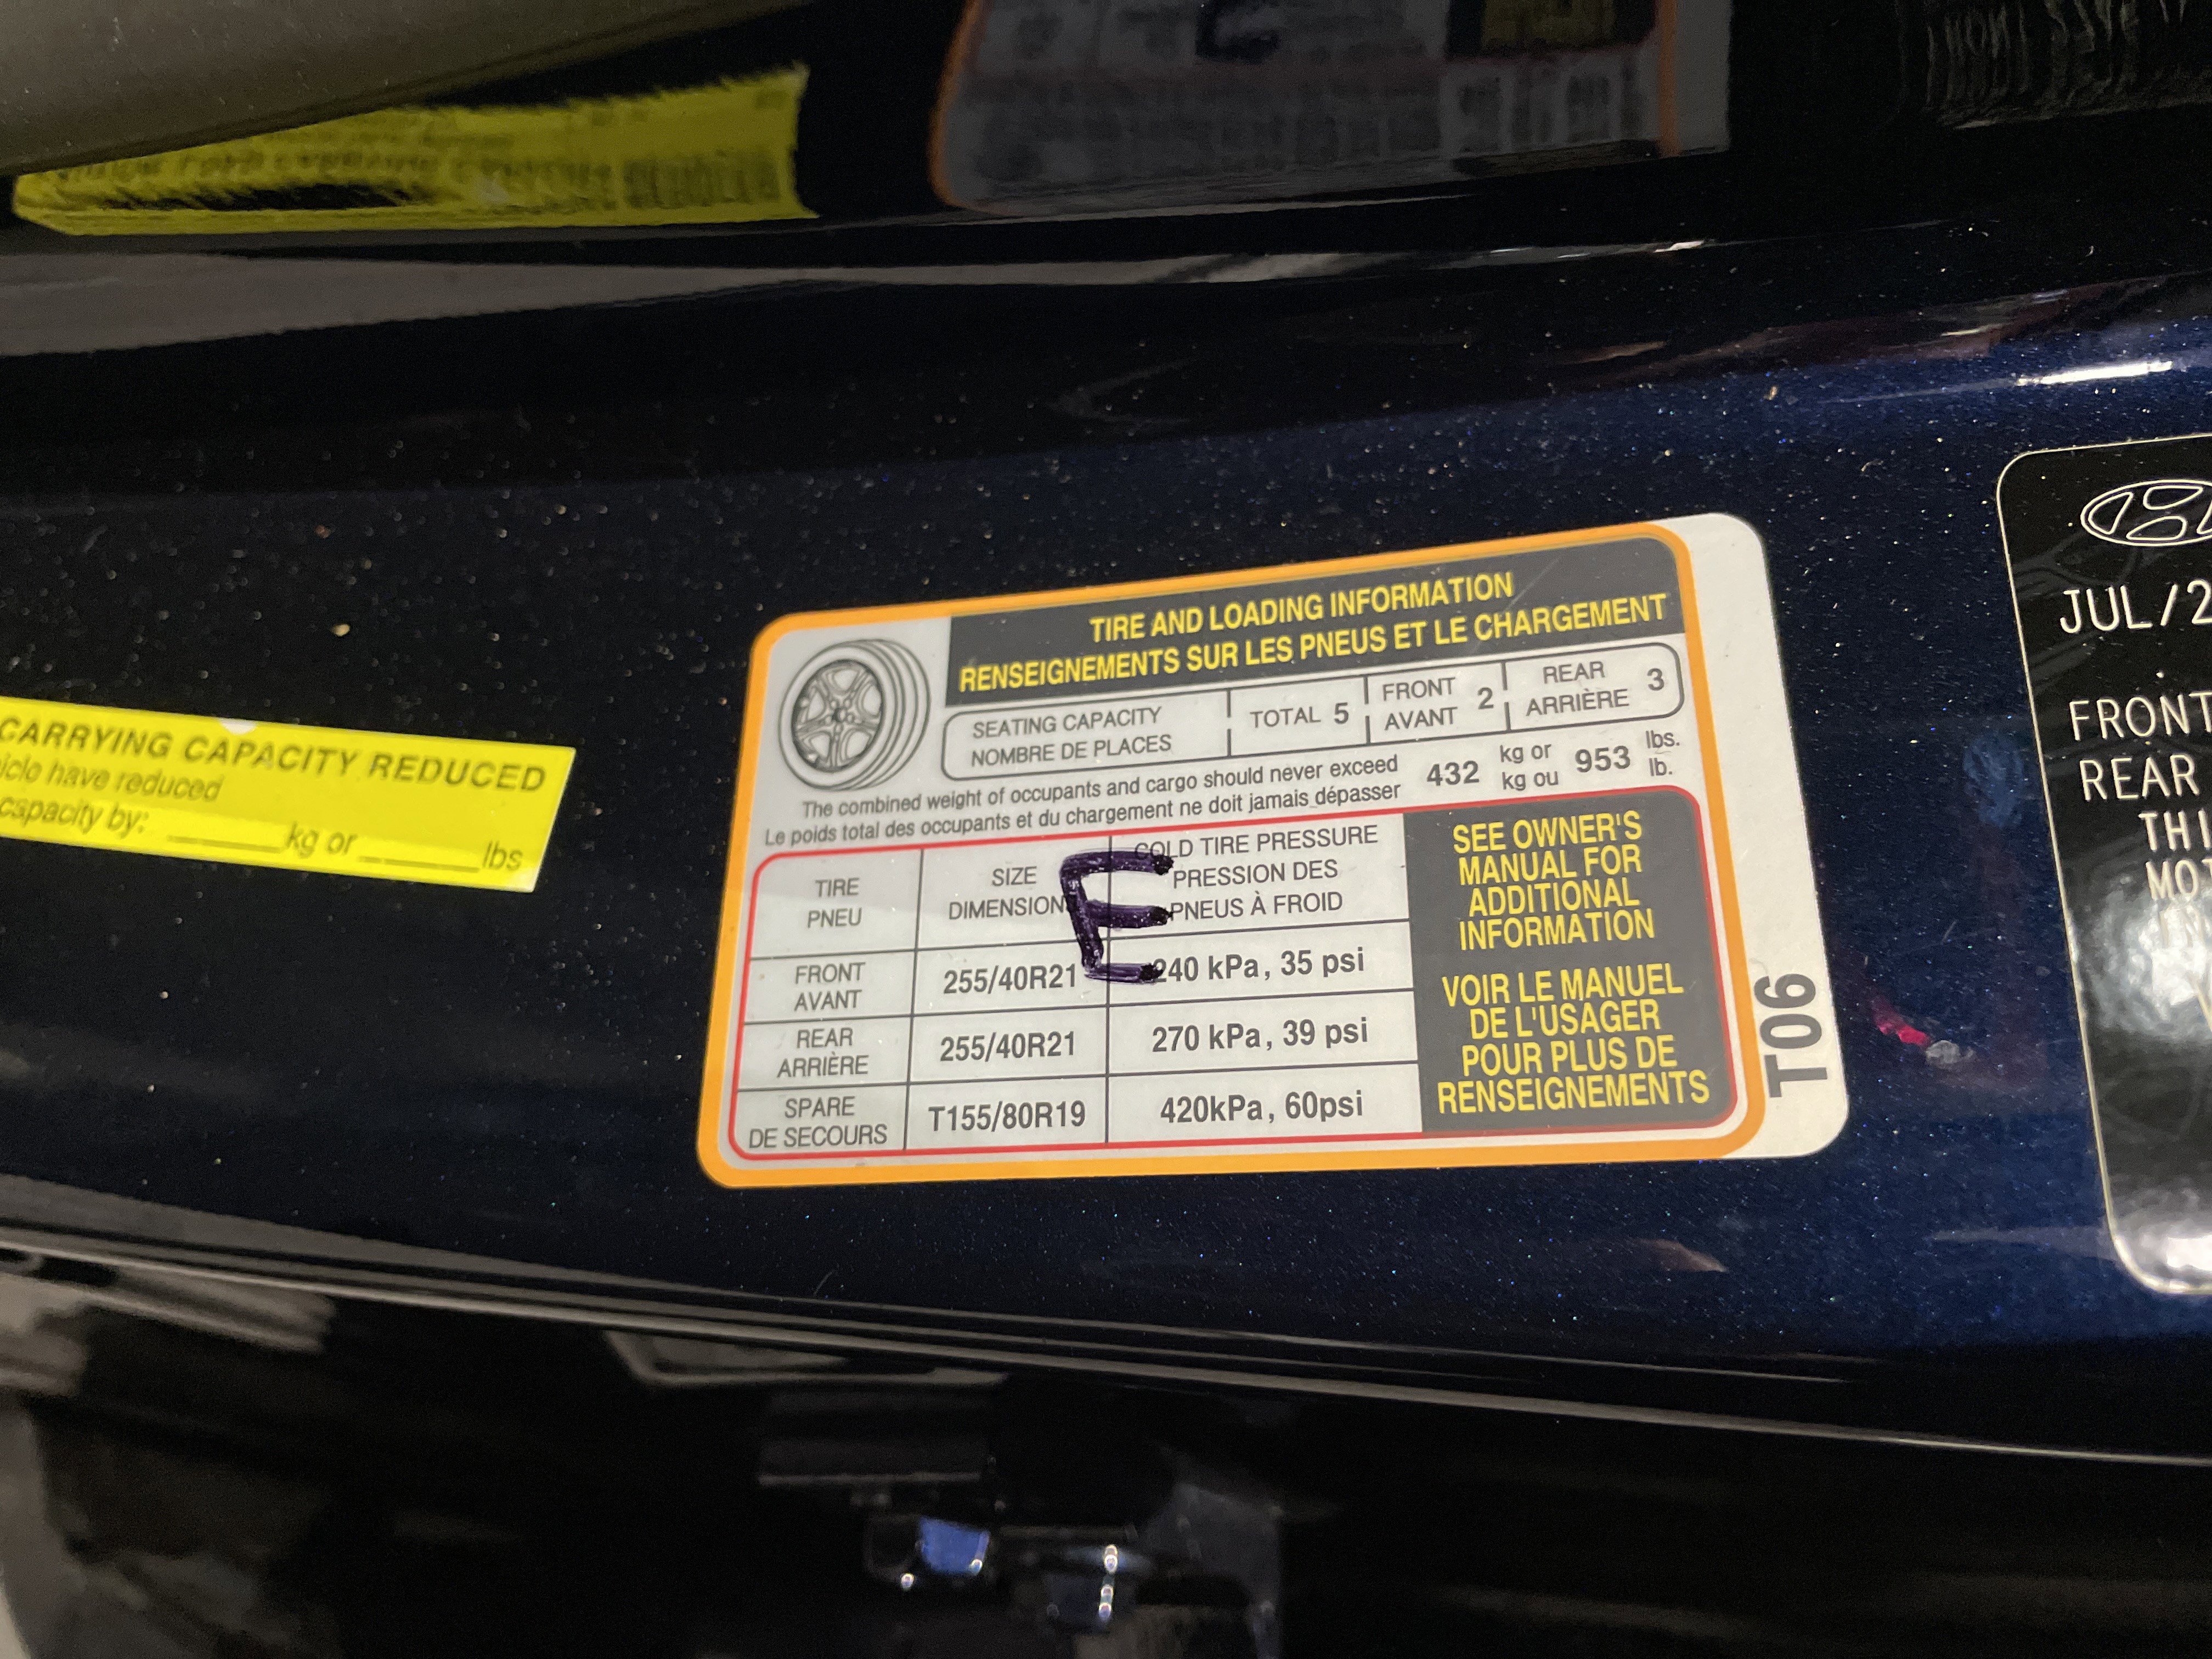 CARRYING CAPACITY REDUCED
have reduced
capacity by: ______ kg or ______ lbs
TIRE AND LOADING INFORMATION
RENSEIGNEMENTS SUR LES PNEUS ET LE CHARGEMENT
SEATING CAPACITY
NOMBRE DE PLACES
TOTAL 5
FRONT
AVANT 2
REAR
ARRIÈRE 3
The combined weight of occupants and cargo should never exceed
Le poids total des occupants et du chargement ne doit jamais dépasser
432 kg or
kg ou 953 lbs.
lb.
TIRE
PNEU
SIZE
DIMENSION
COLD TIRE PRESSURE
PRESSION DES
PNEUS À FROID
E
FRONT
AVANT
255/40R21
240 kPa, 35 psi
REAR
ARRIÈRE
255/40R21
270 kPa, 39 psi
SPARE
DE SECOURS
T155/80R19
420kPa, 60psi
SEE OWNER'S
MANUAL FOR
ADDITIONAL
INFORMATION
VOIR LE MANUEL
DE L'USAGER
POUR PLUS DE
RENSEIGNEMENTS
T06
JUL/2
FRONT
REAR